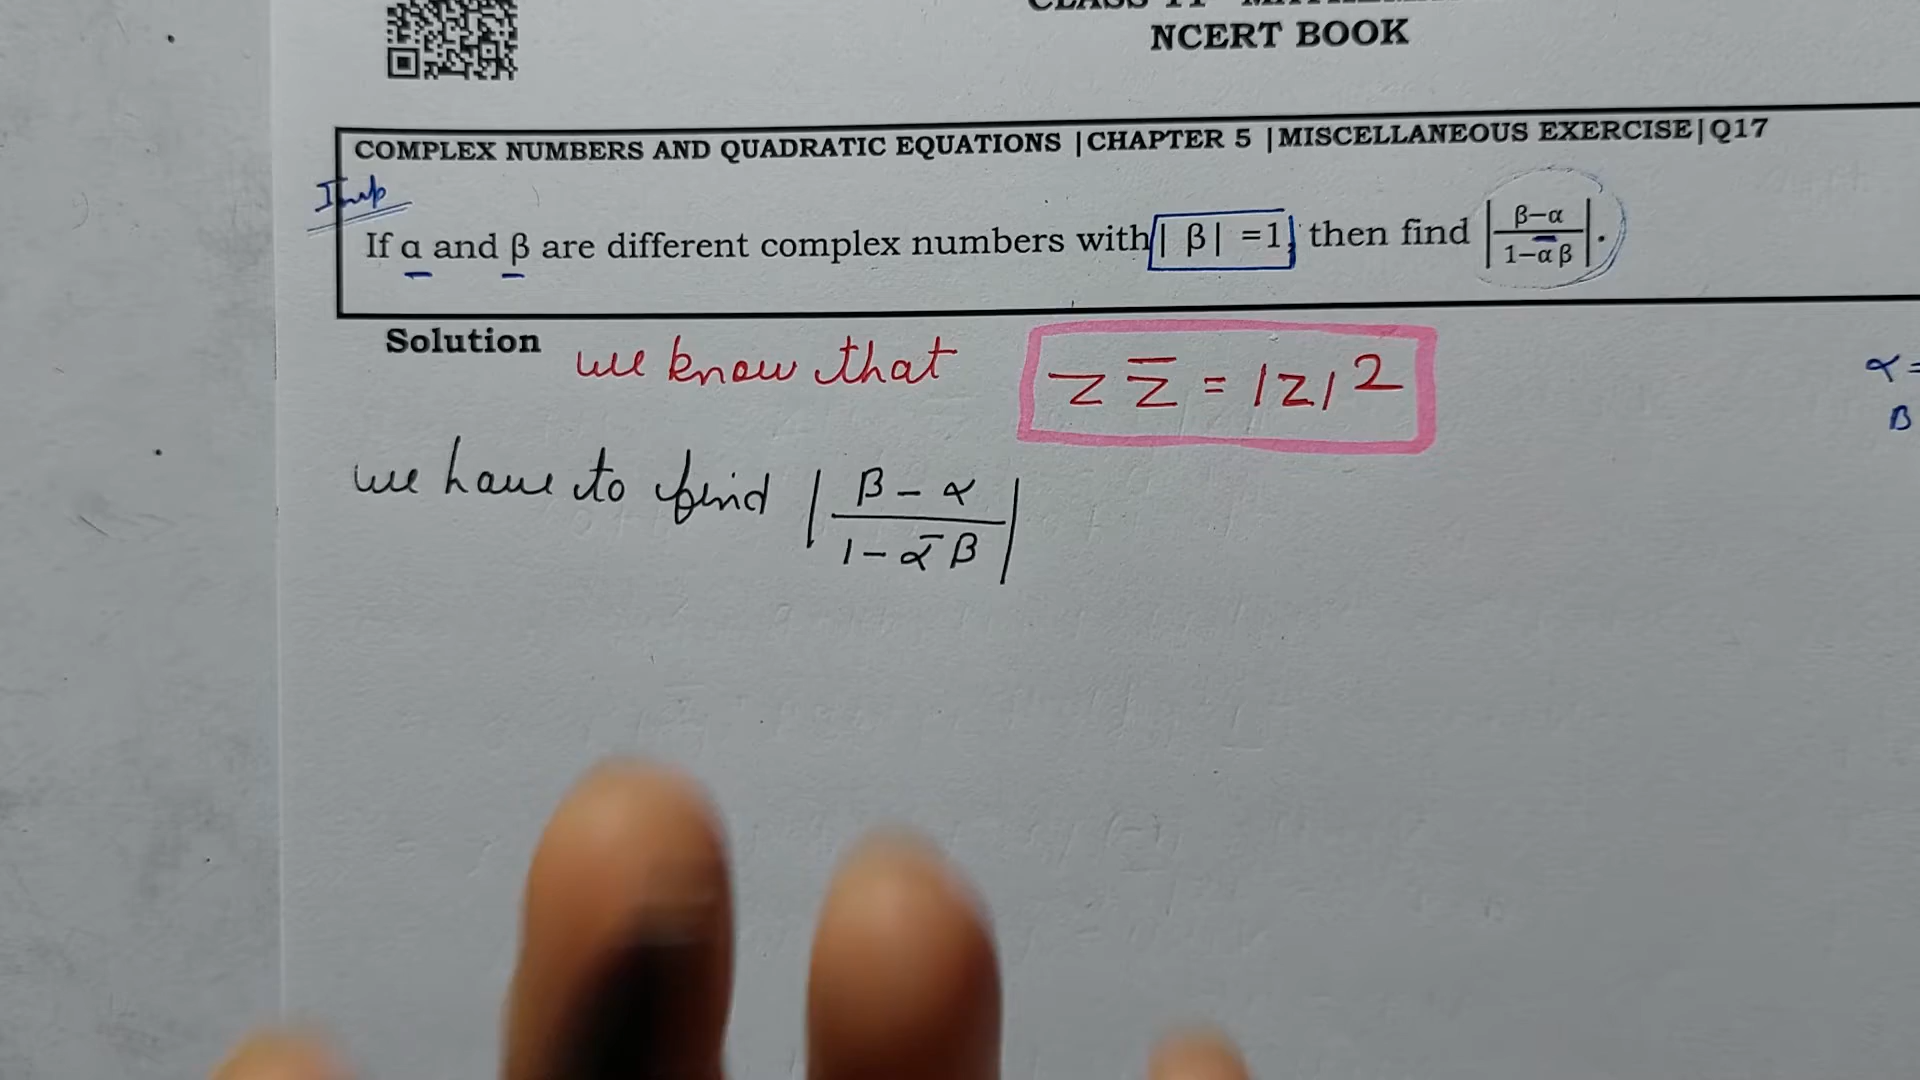 NCERT BOOK
COMPLEX NUMBERS AND QUADRATIC EQUATIONS |CHAPTER 5 |MISCELLANEOUS EXERCISE|Q17
Imp
If α and β are different complex numbers with | β| =1, then find |β−α / 1−ᾱβ|.
Solution we know that z z̄ = |z|²
α =
β
we have to find |β − α / 1 − ᾱβ|